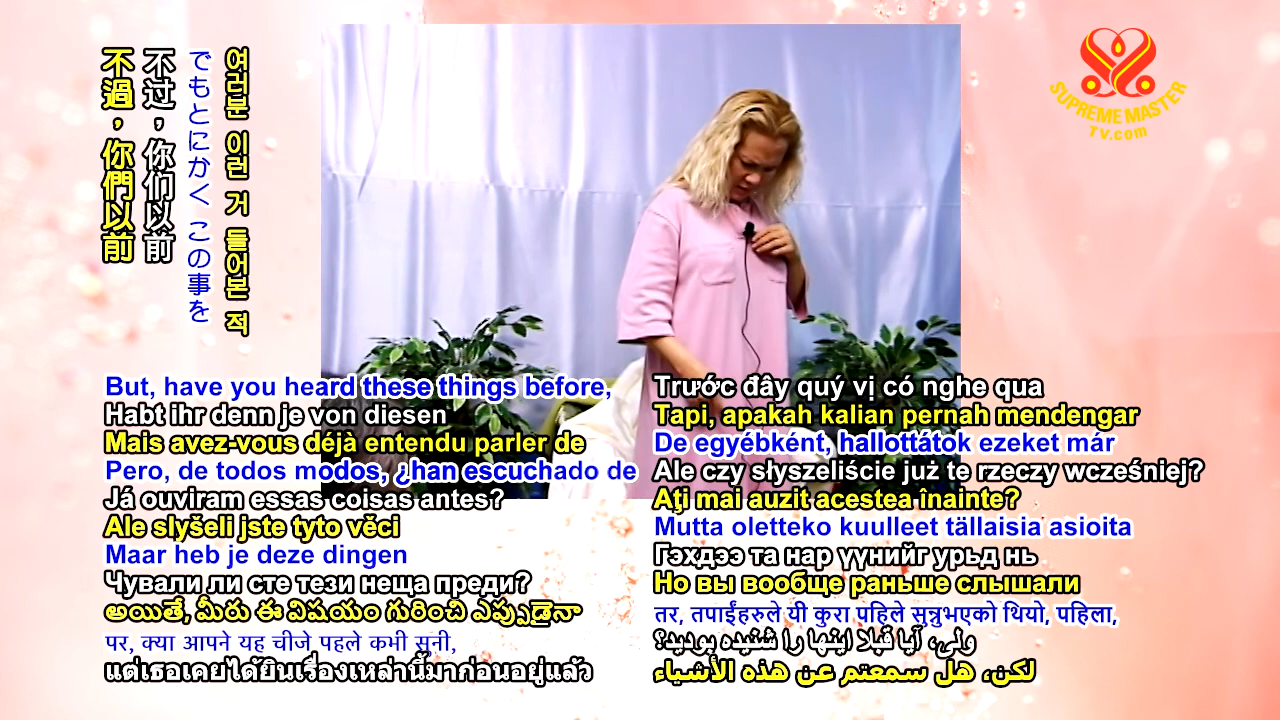 不過，你們以前
不过，你们以前
でもとにかく この事を
여러분 이런 거 들어본 적
SUPREME MASTER
TV.com
But, have you heard these things before,
Habt ihr denn je von diesen
Mais avez-vous déjà entendu parler de
Pero, de todos modos, ¿han escuchado de
Já ouviram essas coisas antes?
Ale slyšeli jste tyto věci
Maar heb je deze dingen
Чували ли сте тези неща преди?
అయితే, మీరు ఈ విషయం గురించి ఎప్పుడైనా
पर, क्या आपने यह चीजे पहले कभी सुनी,
แต่เธอเคยได้ยินเรื่องเหล่านี้มาก่อนอยู่แล้ว
Trước đây quý vị có nghe qua
Tapi, apakah kalian pernah mendengar
De egyébként, hallottátok ezeket már
Ale czy słyszeliście już te rzeczy wcześniej?
Aţi mai auzit acestea înainte?
Mutta oletteko kuulleet tällaisia asioita
Гэхдээ та нар үүнийг урьд нь
Но вы вообще раньше слышали
तर, तपाईंहरुले यी कुरा पहिले सुन्नुभएको थियो, पहिला,
ولی، آیا قبلا اینها را شنیده بودید؟
لكن، هل سمعتم عن هذه الأشياء